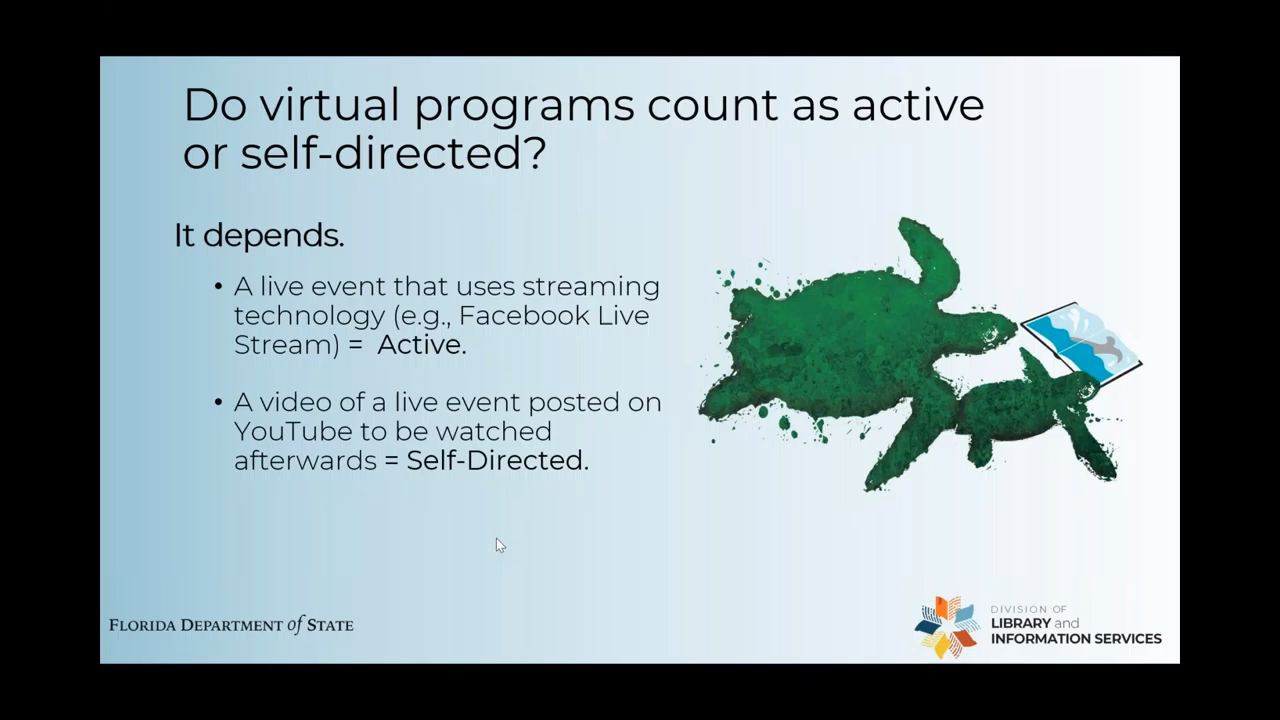 Do virtual programs count as active
or self-directed?
It depends.
• A live event that uses streaming
technology (e.g., Facebook Live
Stream) = Active.
• A video of a live event posted on
YouTube to be watched
afterwards = Self-Directed.
FLORIDA DEPARTMENT of STATE
DIVISION OF
LIBRARY and
INFORMATION SERVICES